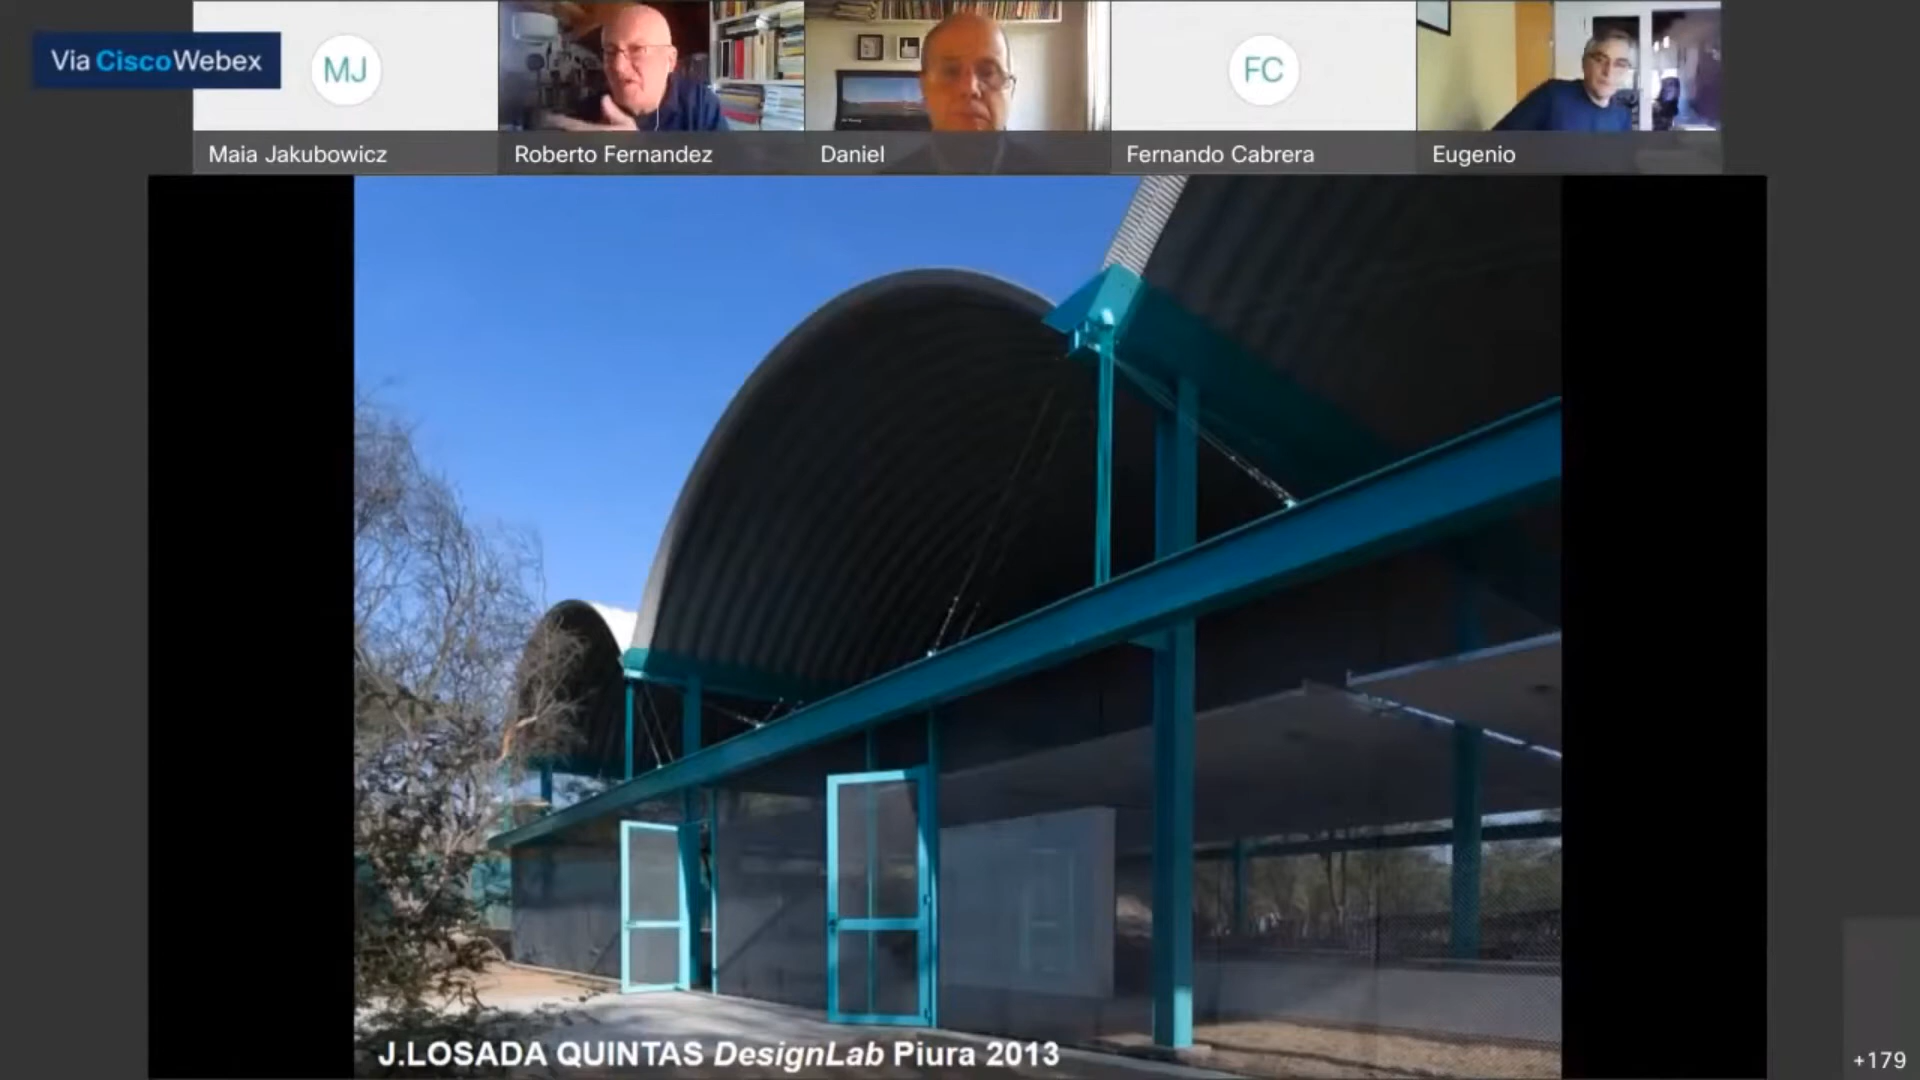 Via CiscoWebex
MJ
FC
Maia Jakubowicz
Roberto Fernandez
Daniel
Fernando Cabrera
Eugenio
J.LOSADA QUINTAS DesignLab Piura 2013
+179